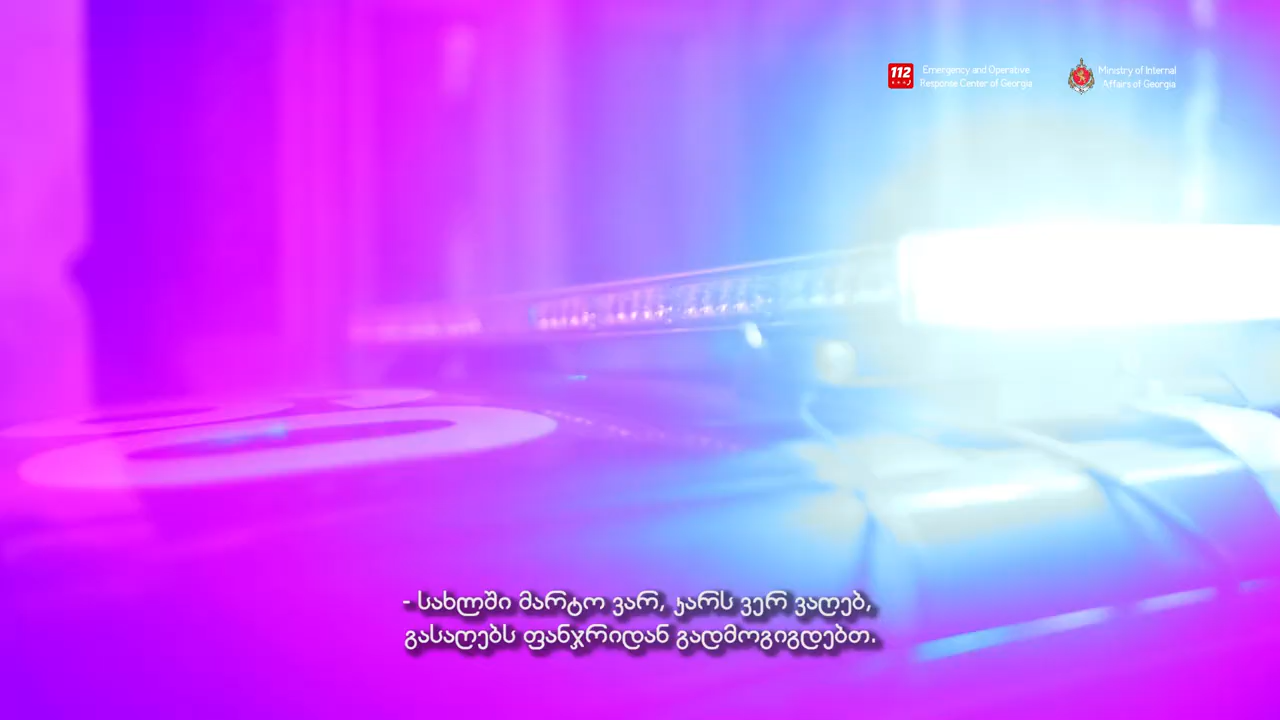 112
Emergency and Operative
Response Center of Georgia
Ministry of Internal
Affairs of Georgia
- სახლში მარტო ვარ, კარს ვერ ვაღებ,
გასაღებს ფანჯრიდან გადმოგიგდებთ.